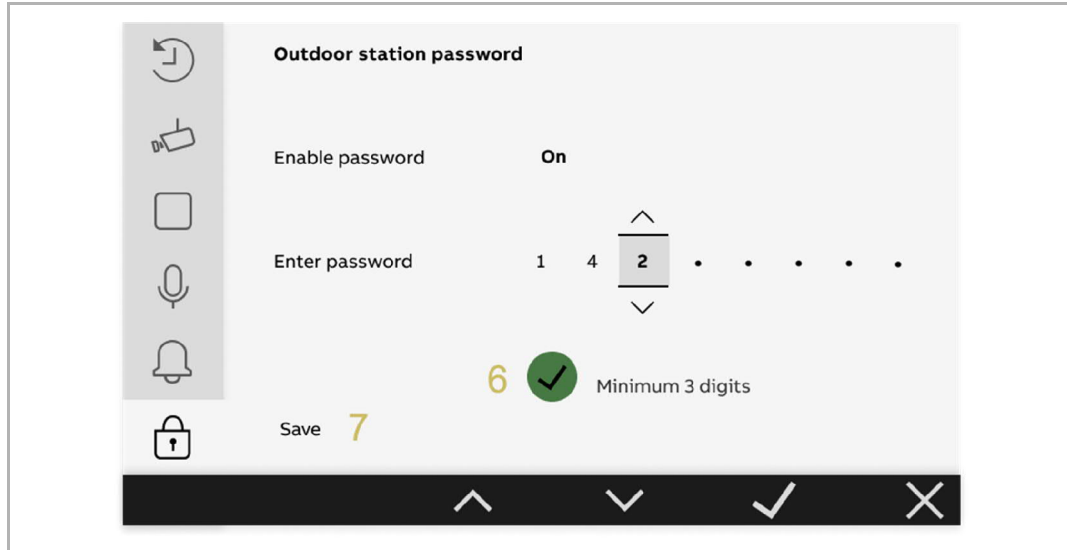 Outdoor station password
Enable password On
Enter password 1 4 2 • • • • •
6 Minimum 3 digits
Save 7